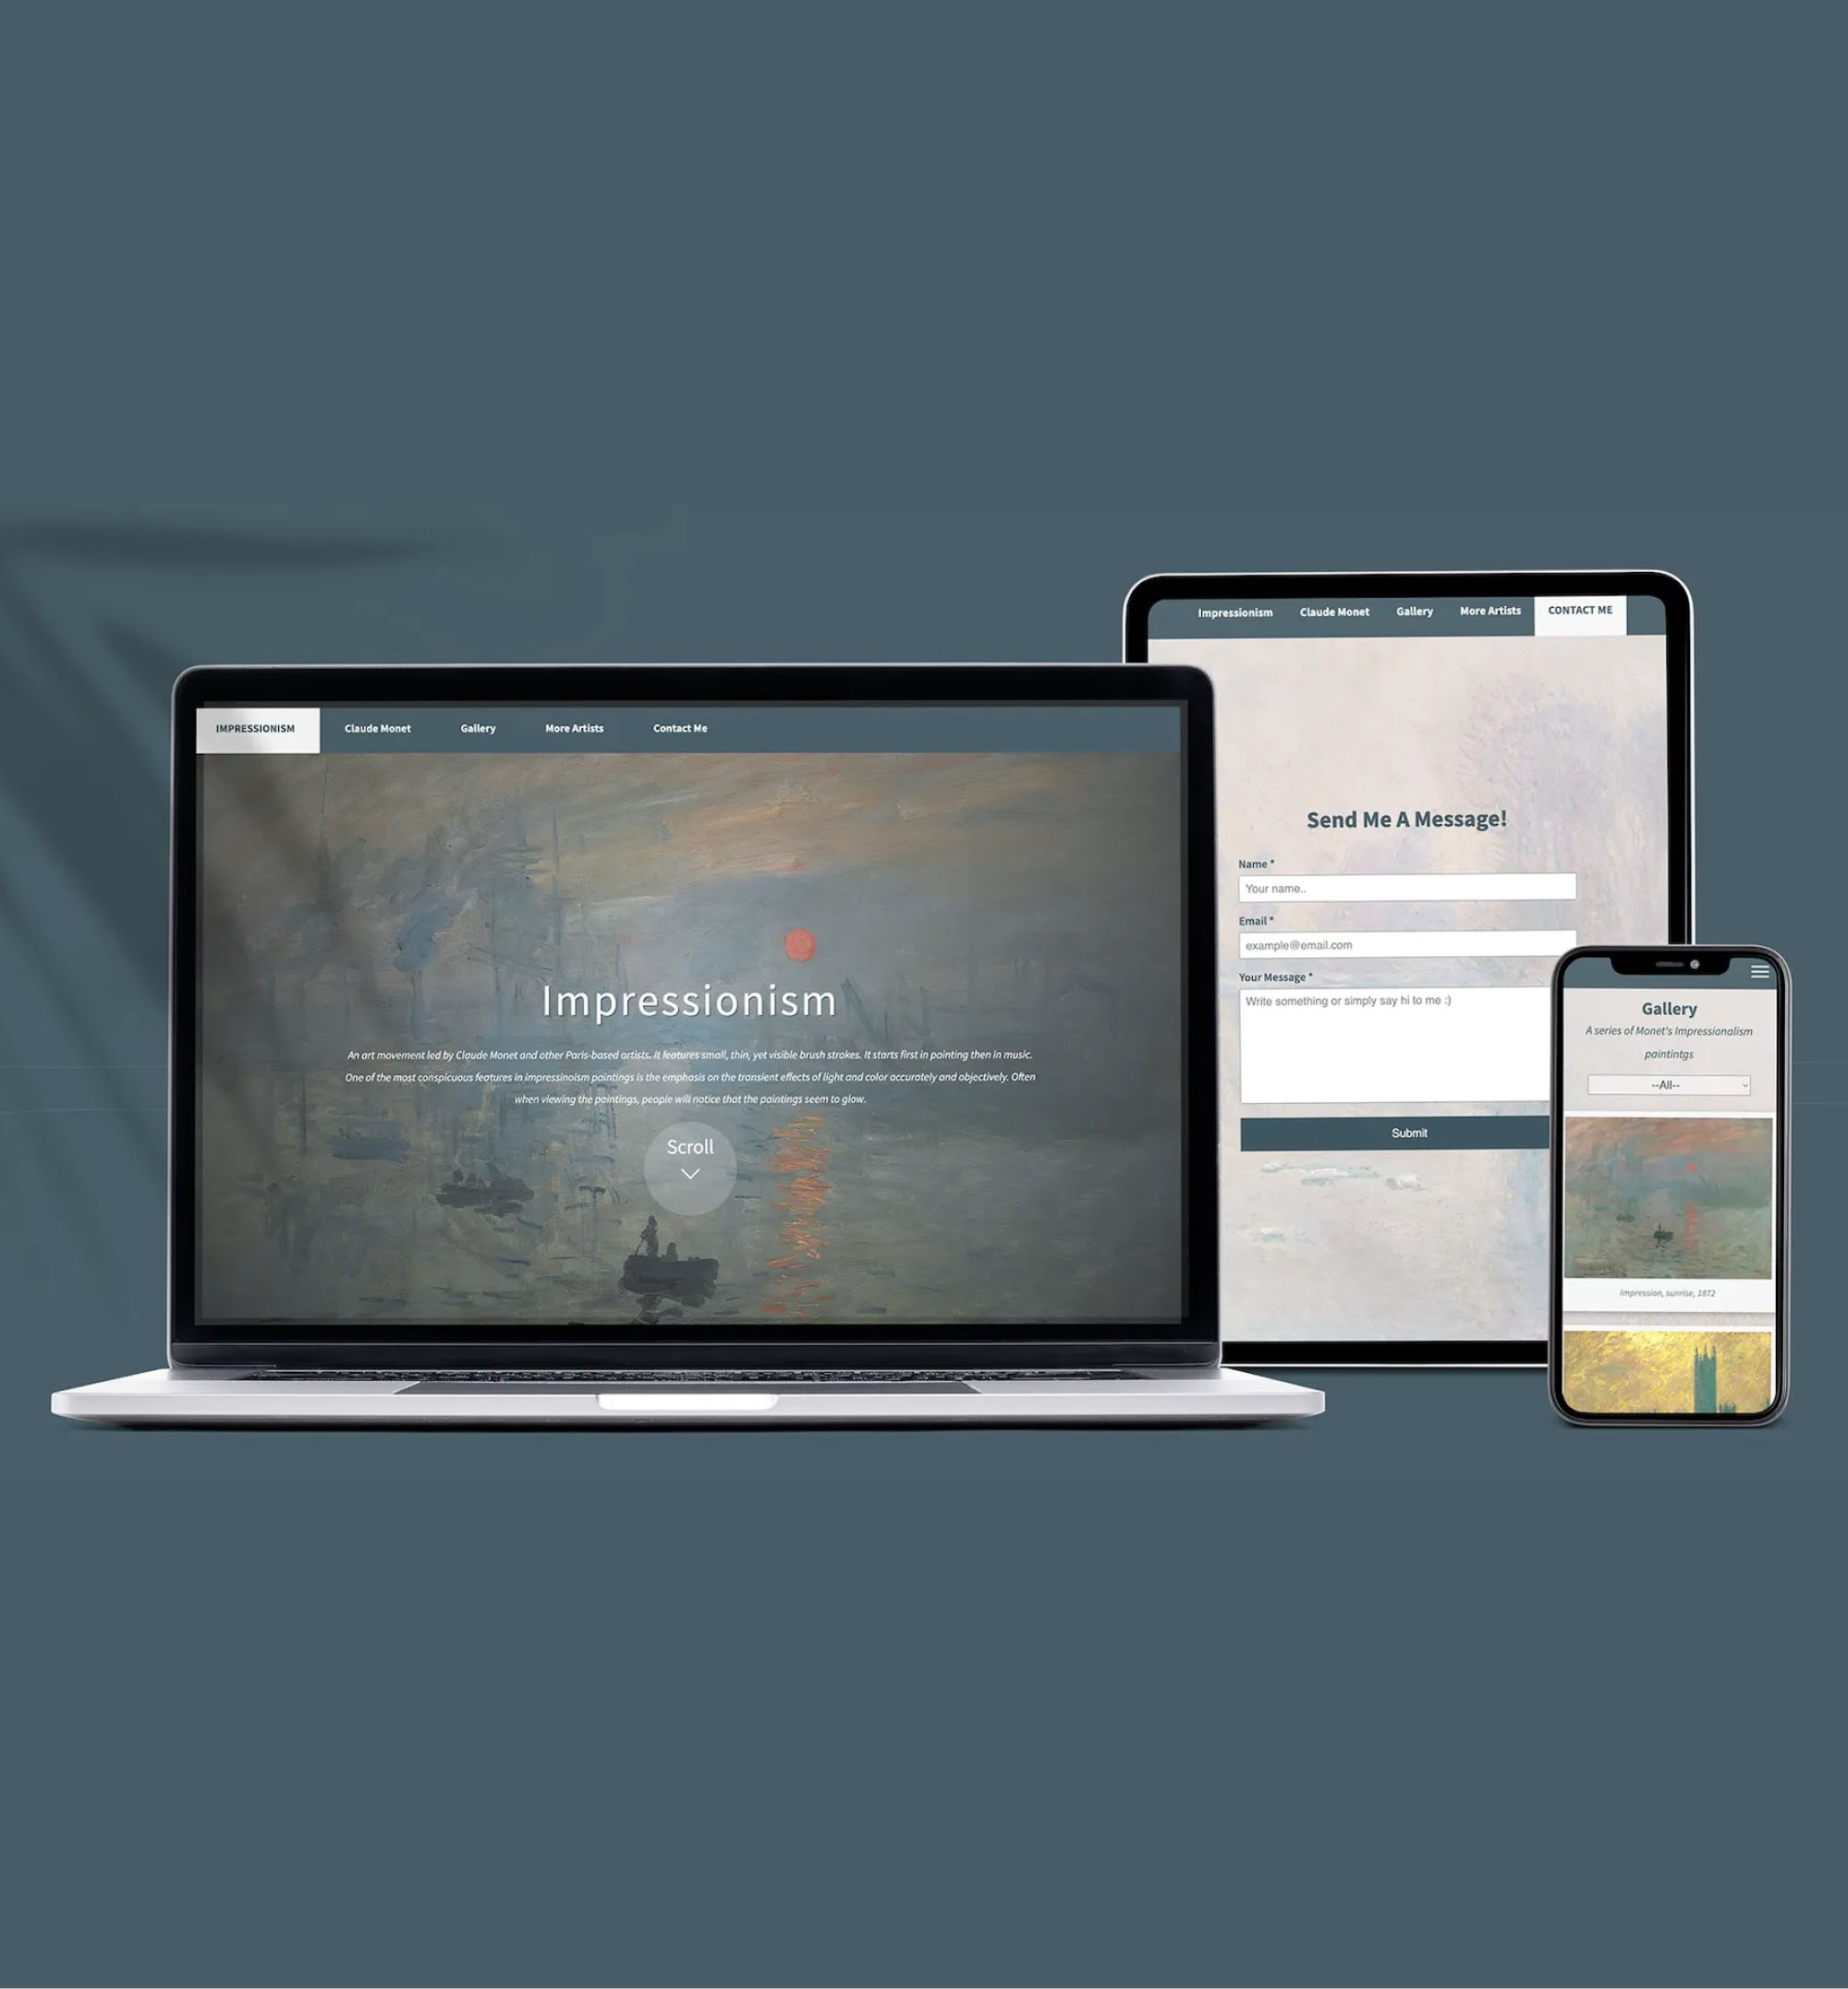 IMPRESSIONISM Claude Monet Gallery More Artists Contact Me
Impressionism
An art movement led by Claude Monet and other Paris-based artists. It features small, thin, yet visible brush strokes. It starts first in painting then in music.
One of the most conspicuous features in impressinoism paintings is the emphasis on the transient effects of light and color accurately and objectively. Often
when viewing the paintings, people will notice that the paintings seem to glow.
Scroll
Impressionism Claude Monet Gallery More Artists CONTACT ME
Send Me A Message!
Name *
Your name..
Email *
example@email.com
Your Message *
Write something or simply say hi to me :)
Submit
Gallery
A series of Monet's Impressionalism
paintintgs
--All--
Impression, sunrise, 1872